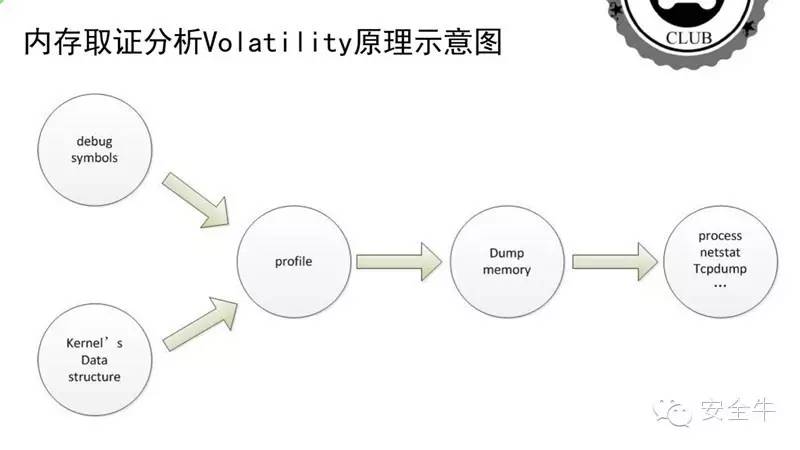 内存取证分析Volatility原理示意图
CLUB
debug
symbols
profile
Dump
memory
process
netstat
Tcpdump
…
Kernel’s
Data
structure
安全牛